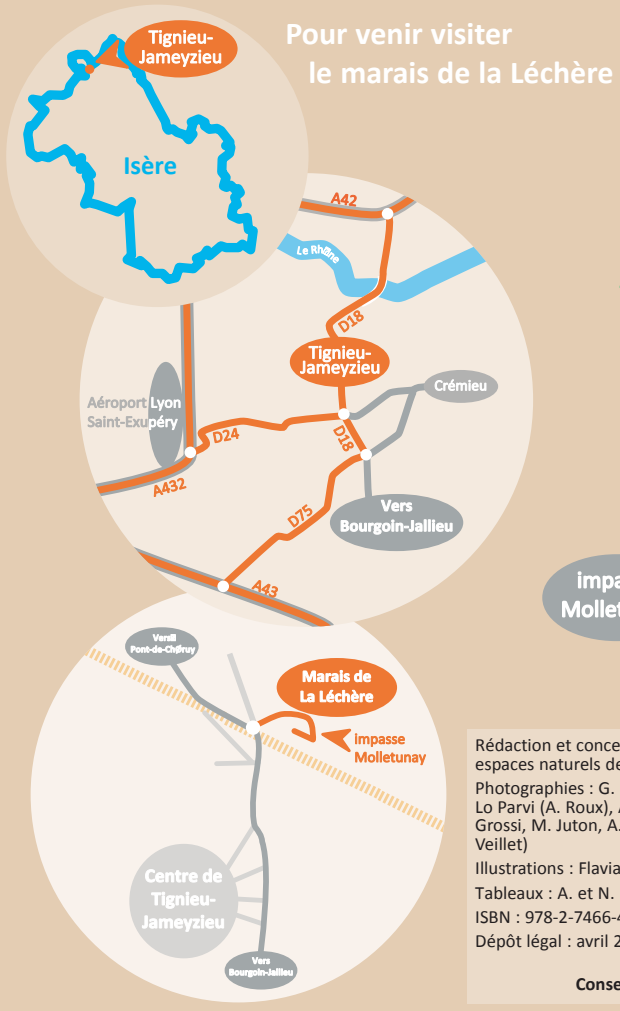 Pour venir visiter
le marais de la Léchère
Tignieu-
Jameyzieu
Isère
A42
Le Rhône
D18
Tignieu-
Jameyzieu
Crémieu
Aéroport Lyon
Saint-Exupéry
D24
D18
A432
Vers
Bourgoin-Jallieu
D75
A43
impa
Mollet
Vers
Pont-de-Chéruy
Marais de
La Léchère
impasse
Molletunay
Centre de
Tignieu-
Jameyzieu
Vers
Bourgoin-Jallieu
Rédaction et conce
espaces naturels de
Photographies : G.
Lo Parvi (A. Roux), A
Grossi, M. Juton, A.
Veillet)
Illustrations : Flavia
Tableaux : A. et N.
ISBN : 978-2-7466-4
Dépôt légal : avril 2
Conse